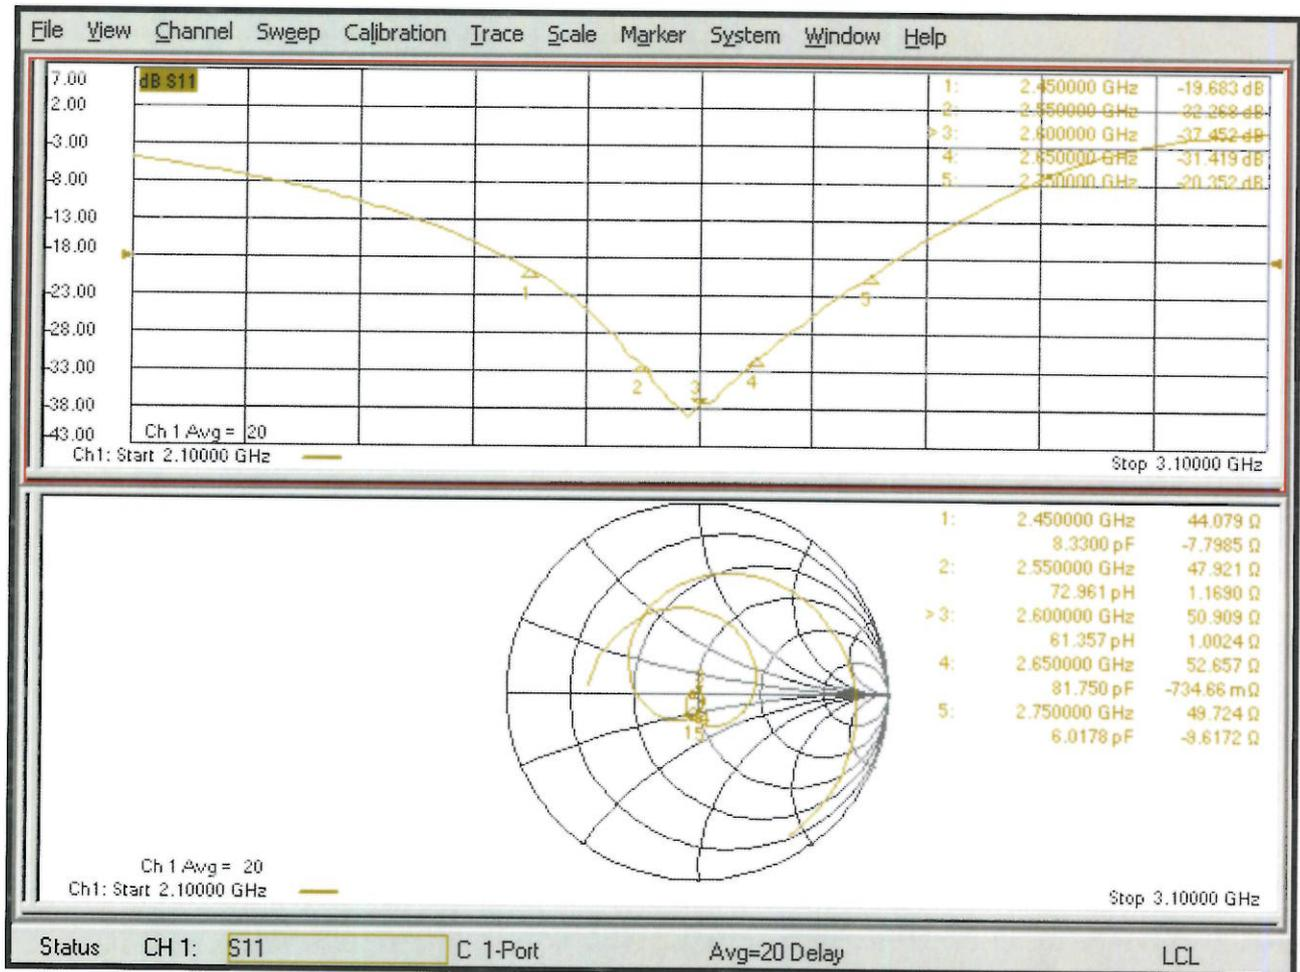 File View Channel Sweep Calibration Trace Scale Marker System Window Help
dB S11
7.00
2.00
-3.00
-8.00
-13.00
-18.00
-23.00
-28.00
-33.00
-38.00
-43.00
1: 2.450000 GHz -19.683 dB
2: 2.550000 GHz -32.268 dB
>3: 2.600000 GHz -37.452 dB
4: 2.650000 GHz -31.419 dB
5: 2.750000 GHz -20.352 dB
1
2
3
4
5
Ch 1 Avg = 20
Ch1: Start 2.10000 GHz
Stop 3.10000 GHz
1: 2.450000 GHz 44.079 Ω
8.3300 pF -7.7985 Ω
2: 2.550000 GHz 47.921 Ω
72.961 pH 1.1690 Ω
>3: 2.600000 GHz 50.909 Ω
61.357 pH 1.0024 Ω
4: 2.650000 GHz 52.657 Ω
81.750 pF -734.66 mΩ
5: 2.750000 GHz 49.724 Ω
6.0178 pF -9.6172 Ω
15
Ch 1 Avg = 20
Ch1: Start 2.10000 GHz
Stop 3.10000 GHz
Status CH 1: S11 C 1-Port Avg=20 Delay LCL